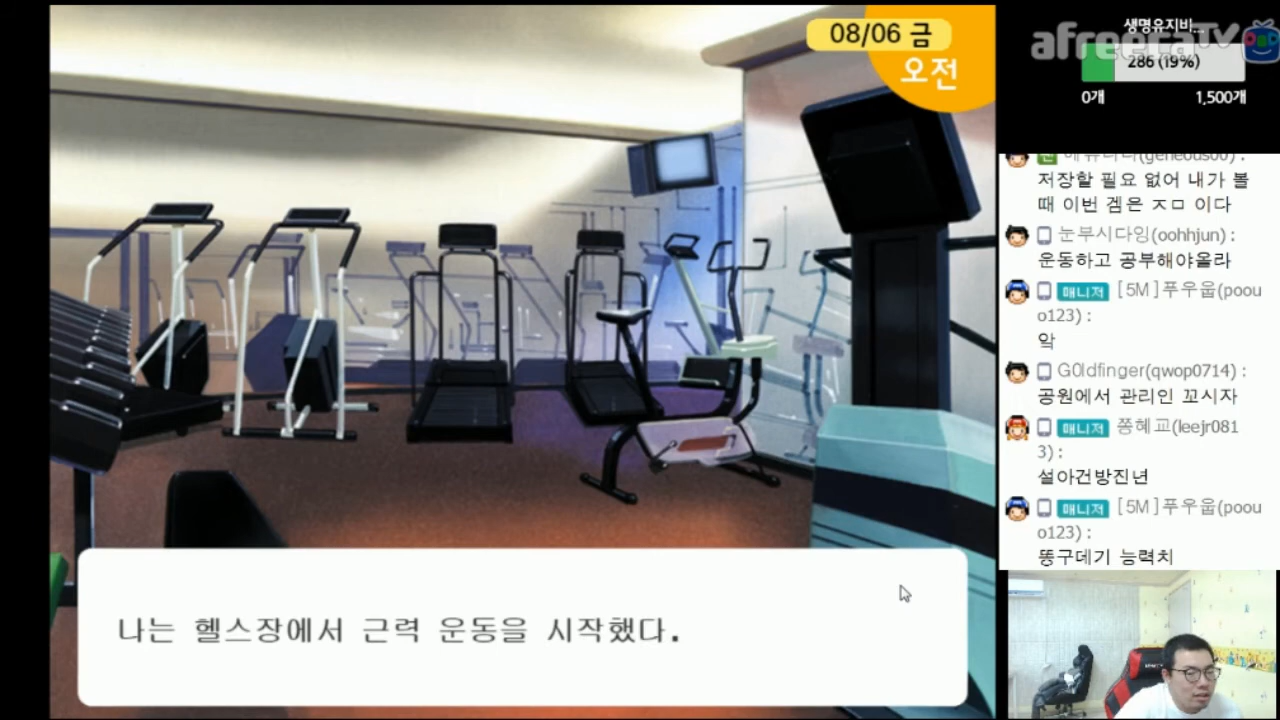 08/06 금
오전
나는 헬스장에서 근력 운동을 시작했다.
afreecaTV
생명유지비...
286 (19%)
0개 1,500개
저장할 필요 없어 내가 볼
때 이번 겜은 ㅈㅁ 이다
눈부시다잉(oohhjun) :
운동하고 공부해야올라
매니저 [5M]푸우웁(poou
o123) :
악
G0ldfinger(qwop0714) :
공원에서 관리인 꼬시자
매니저 쫑혜교(leejr081
3) :
설아건방진년
매니저 [5M]푸우웁(poou
o123) :
똥구데기 능력치